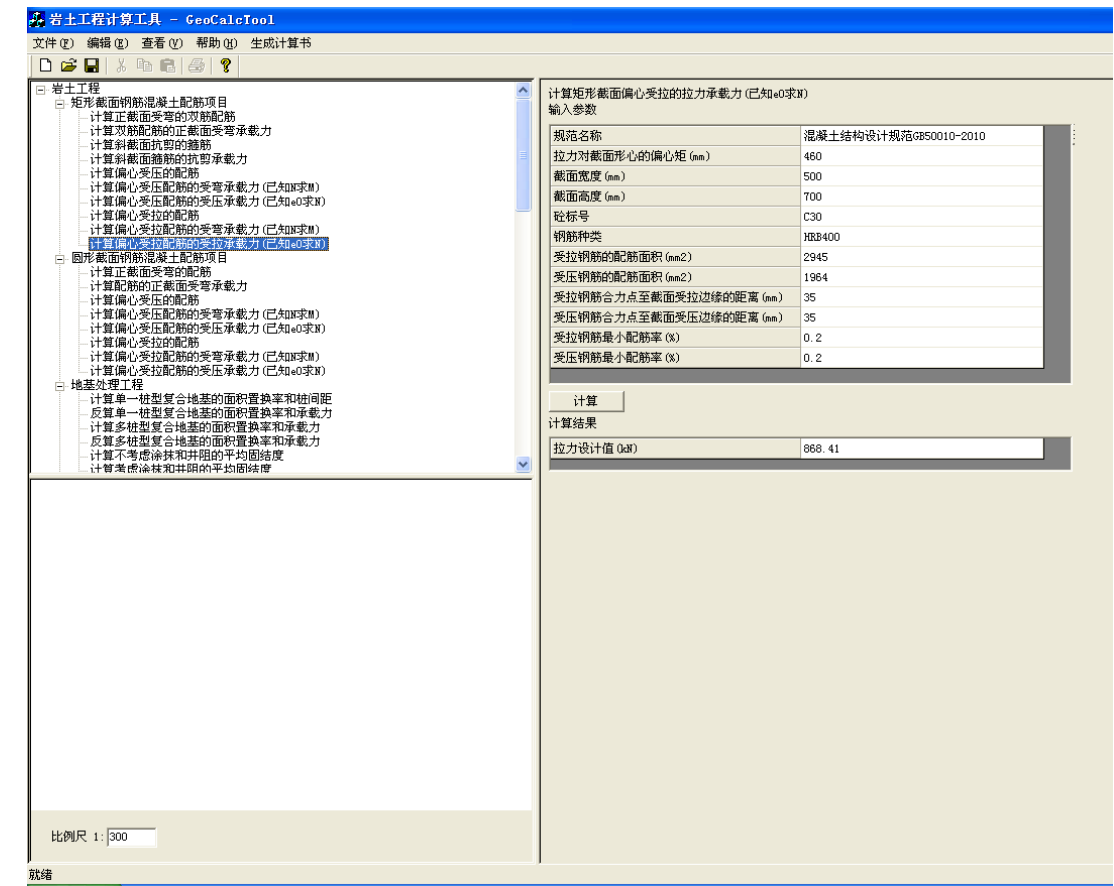 岩土工程计算工具 - GeoCalcTool
文件(F) 编辑(E) 查看(V) 帮助(H) 生成计算书
岩土工程
矩形截面钢筋混凝土配筋项目
计算正截面受弯的双筋配筋
计算双筋配筋的正截面受弯承载力
计算斜截面抗剪的箍筋
计算斜截面箍筋的抗剪承载力
计算偏心受压的配筋
计算偏心受压配筋的受弯承载力(已知N求M)
计算偏心受压配筋的受压承载力(已知e0求N)
计算偏心受拉的配筋
计算偏心受拉配筋的受弯承载力(已知N求M)
计算偏心受拉配筋的受拉承载力(已知e0求N)
圆形截面钢筋混凝土配筋项目
计算正截面受弯的配筋
计算配筋的正截面受弯承载力
计算偏心受压的配筋
计算偏心受压配筋的受弯承载力(已知N求M)
计算偏心受压配筋的受压承载力(已知e0求N)
计算偏心受拉的配筋
计算偏心受拉配筋的受弯承载力(已知N求M)
计算偏心受拉配筋的受压承载力(已知e0求N)
地基处理工程
计算单一桩型复合地基的面积置换率和桩间距
反算单一桩型复合地基的面积置换率和承载力
计算多桩型复合地基的面积置换率和承载力
反算多桩型复合地基的面积置换率和承载力
计算不考虑涂抹和井阻的平均固结度
计算考虑涂抹和井阻的平均固结度
比例尺 1: 300
就绪
计算矩形截面偏心受拉的拉力承载力(已知e0求N)
输入参数
规范名称 混凝土结构设计规范GB50010-2010
拉力对截面形心的偏心矩(mm) 460
截面宽度(mm) 500
截面高度(mm) 700
砼标号 C30
钢筋种类 HRB400
受拉钢筋的配筋面积(mm2) 2945
受压钢筋的配筋面积(mm2) 1964
受拉钢筋合力点至截面受拉边缘的距离(mm) 35
受压钢筋合力点至截面受压边缘的距离(mm) 35
受拉钢筋最小配筋率(%) 0.2
受压钢筋最小配筋率(%) 0.2
计算
计算结果
拉力设计值(kN) 868.41